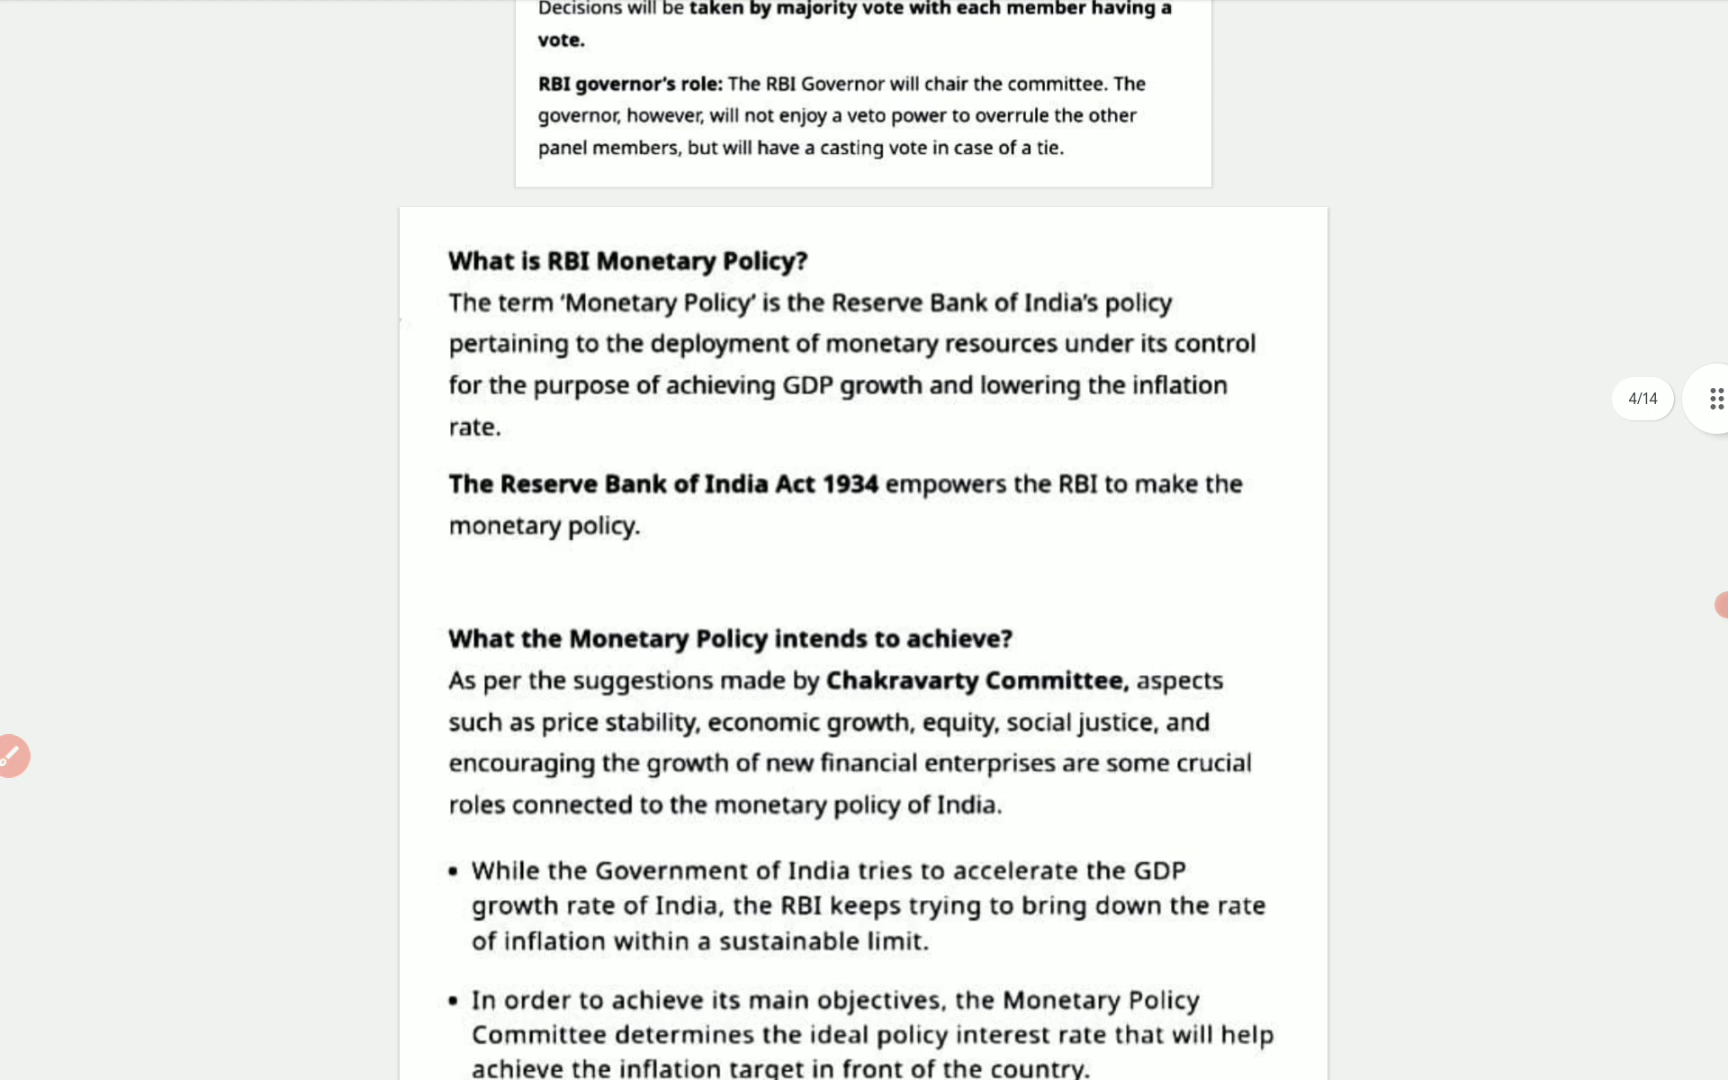 Decisions will be taken by majority vote with each member having a
vote.
RBI governor's role: The RBI Governor will chair the committee. The
governor, however, will not enjoy a veto power to overrule the other
panel members, but will have a casting vote in case of a tie.
What is RBI Monetary Policy?
The term ‘Monetary Policy’ is the Reserve Bank of India’s policy
pertaining to the deployment of monetary resources under its control
for the purpose of achieving GDP growth and lowering the inflation
rate.
The Reserve Bank of India Act 1934 empowers the RBI to make the
monetary policy.
4/14
What the Monetary Policy intends to achieve?
As per the suggestions made by Chakravarty Committee, aspects
such as price stability, economic growth, equity, social justice, and
encouraging the growth of new financial enterprises are some crucial
roles connected to the monetary policy of India.
▪ While the Government of India tries to accelerate the GDP
growth rate of India, the RBI keeps trying to bring down the rate
of inflation within a sustainable limit.
▪ In order to achieve its main objectives, the Monetary Policy
Committee determines the ideal policy interest rate that will help
achieve the inflation target in front of the country.